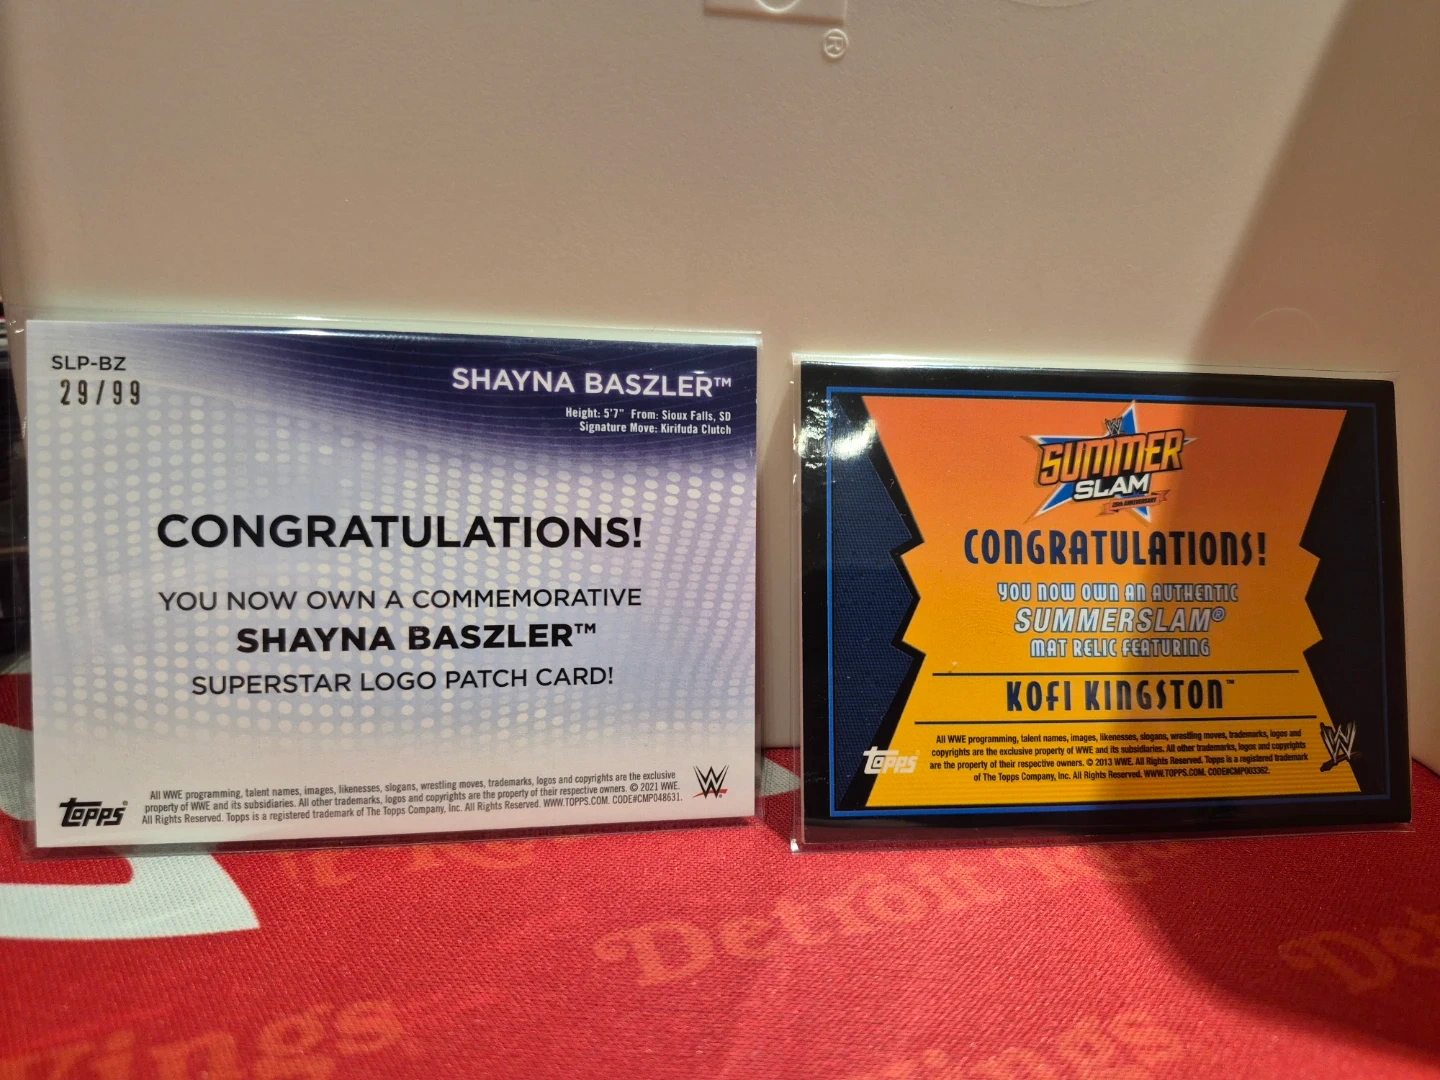 ®
SLP-BZ
29/99
SHAYNA BASZLER™
Height: 5'7" From: Sioux Falls, SD
Signature Move: Kirifuda Clutch
CONGRATULATIONS!
YOU NOW OWN A COMMEMORATIVE
SHAYNA BASZLER™
SUPERSTAR LOGO PATCH CARD!
All WWE programming, talent names, images, likenesses, slogans, wrestling moves, trademarks, logos and copyrights are the exclusive
property of WWE and its subsidiaries. All other trademarks, logos and copyrights are the property of their respective owners. © 2021 WWE.
All Rights Reserved. Topps is a registered trademark of The Topps Company, Inc. All Rights Reserved. WWW.TOPPS.COM. CODE#CMP048631.
Topps®
W
W
SUMMER
SLAM
CONGRATULATIONS!
YOU NOW OWN AN AUTHENTIC
SUMMERSLAM®
MAT RELIC FEATURING
KOFI KINGSTON™
All WWE programming, talent names, images, likenesses, slogans, wrestling moves, trademarks, logos and
copyrights are the exclusive property of WWE and its subsidiaries. All other trademarks, logos and copyrights
are the property of their respective owners. © 2013 WWE. All Rights Reserved. Topps is a registered trademark
of The Topps Company, Inc. All Rights Reserved. WWW.TOPPS.COM. CODE#CMP003362.
Topps
W
Detroit
Det
ings
ings